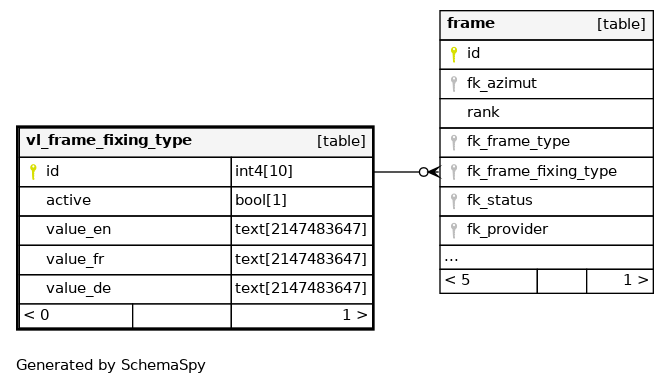 frame [table]
id
fk_azimut
rank
fk_frame_type
fk_frame_fixing_type
fk_status
fk_provider
...
< 5 1 >
vl_frame_fixing_type [table]
id int4[10]
active bool[1]
value_en text[2147483647]
value_fr text[2147483647]
value_de text[2147483647]
< 0 1 >
Generated by SchemaSpy